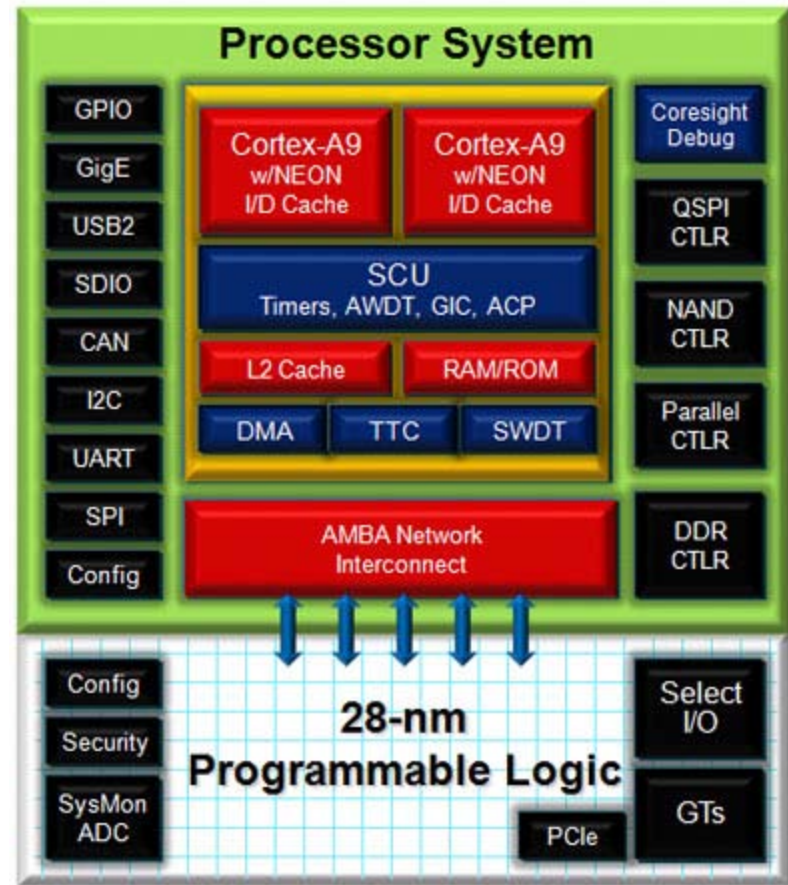 Processor System
GPIO
GigE
USB2
SDIO
CAN
I2C
UART
SPI
Config
Cortex-A9
w/NEON
I/D Cache
Cortex-A9
w/NEON
I/D Cache
SCU
Timers, AWDT, GIC, ACP
L2 Cache
RAM/ROM
DMA
TTC
SWDT
AMBA Network
Interconnect
Coresight
Debug
QSPI
CTLR
NAND
CTLR
Parallel
CTLR
DDR
CTLR
Config
Security
SysMon
ADC
28-nm
Programmable Logic
PCIe
Select
I/O
GTs